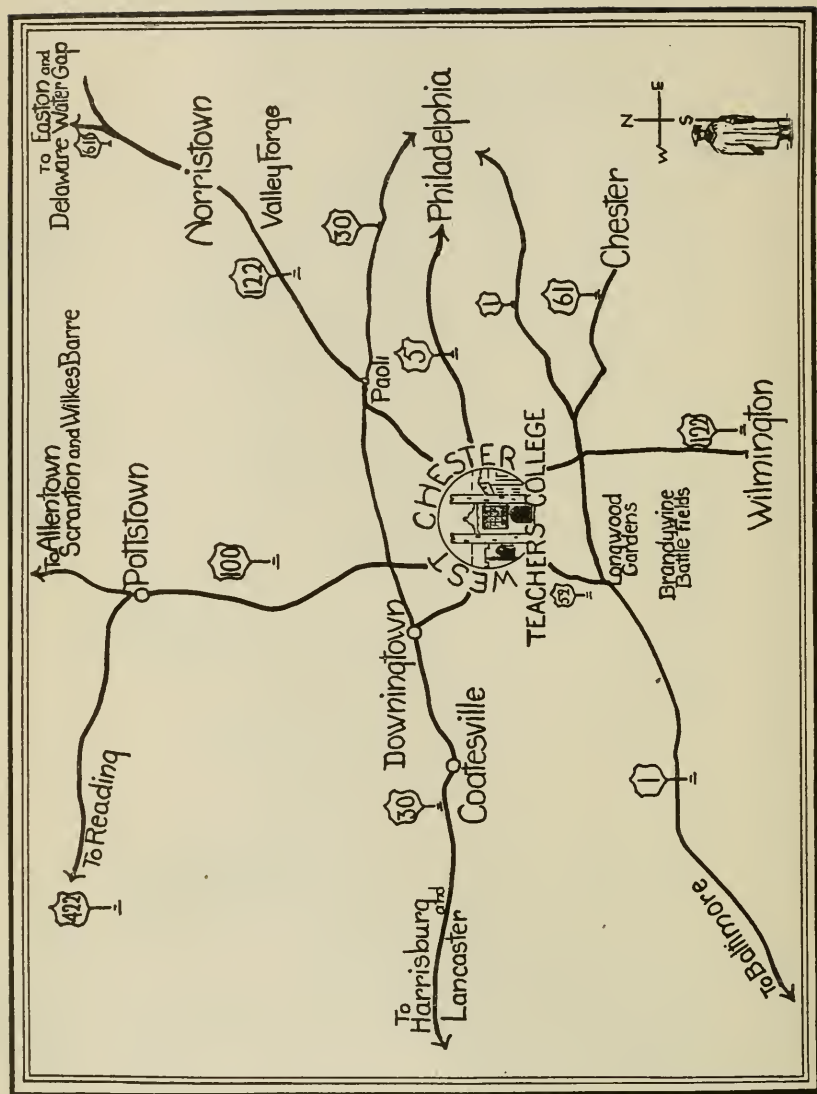 To Easton and
Delaware Water Gap
611
Norristown
Valley Forge
122
30
Philadelphia
N
E
W
S
To Allentown
Scranton and Wilkes Barre
Pottstown
100
Paoli
5
1
61
Chester
422
To Reading
Downingtown
WEST CHESTER
TEACHERS COLLEGE
52
Longwood
Gardens
Brandywine
Battle Fields
122
Wilmington
Coatesville
30
To
Harrisburg and
Lancaster
1
To Baltimore